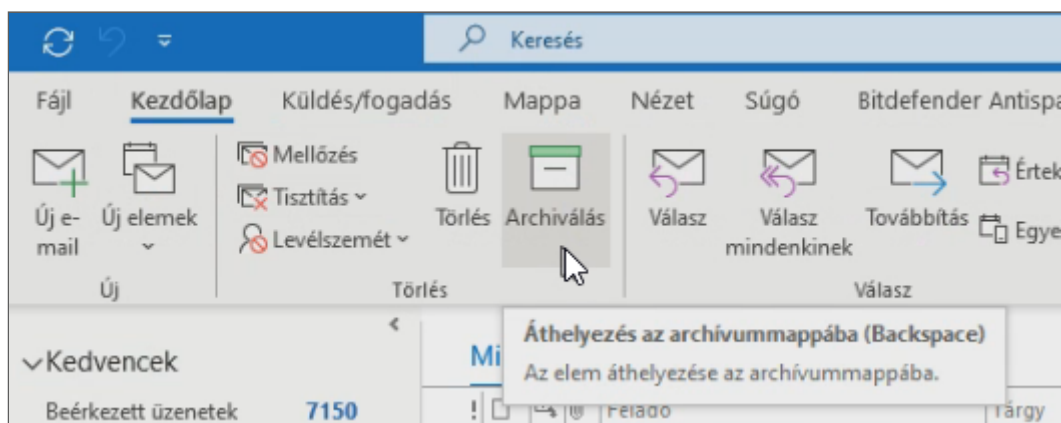 Keresés
Fájl Kezdőlap Küldés/fogadás Mappa Nézet Súgó Bitdefender
Új e-mail
Új elemek
Mellőzés
Tisztítás
Levélszemét
Törlés
Archiválás
Válasz
Válasz mindenkinek
Továbbítás
Új Törlés Válasz
Áthelyezés az archívummappába (Backspace)
Az elem áthelyezése az archívummappába.
Kedvencek
Beérkezett üzenetek 7150
Feladó Tárgy